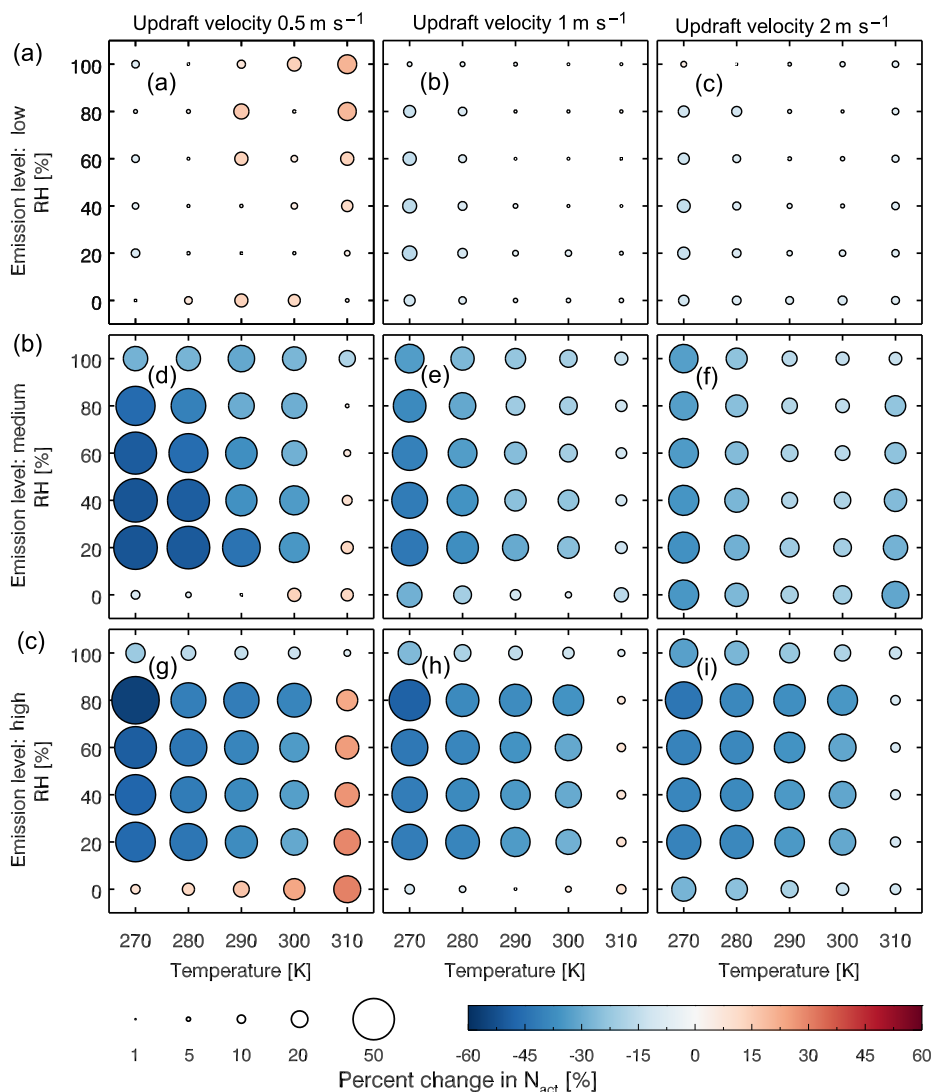 Updraft velocity 0.5 m s⁻¹ Updraft velocity 1 m s⁻¹ Updraft velocity 2 m s⁻¹
(a)
Emission level: low
RH [%]
100
80
60
40
20
0
(a) (b) (c)
(b)
Emission level: medium
RH [%]
100
80
60
40
20
0
(d) (e) (f)
(c)
Emission level: high
RH [%]
100
80
60
40
20
0
(g) (h) (i)
270 280 290 300 310 270 280 290 300 310 270 280 290 300 310
Temperature [K] Temperature [K] Temperature [K]
1 5 10 20 50 -60 -45 -30 -15 0 15 30 45 60
Percent change in N_act [%]